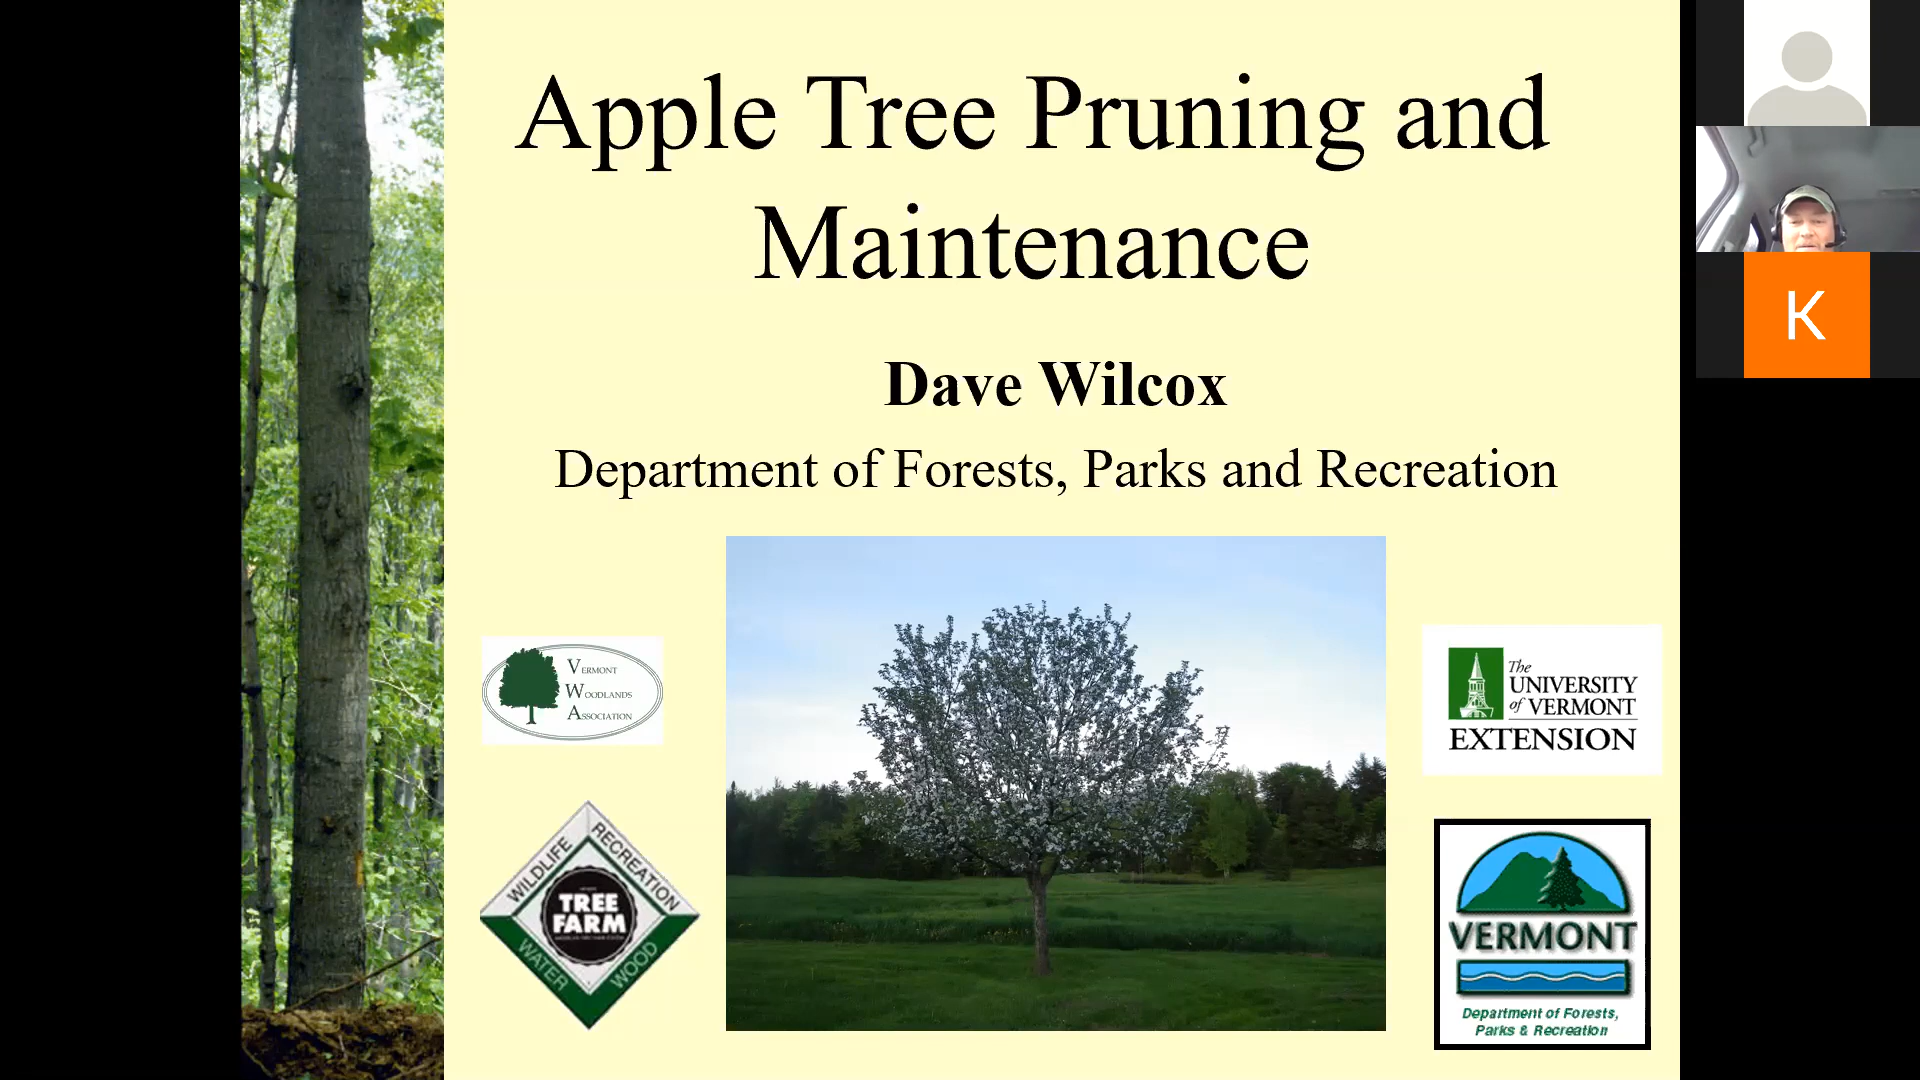 Apple Tree Pruning and
Maintenance
Dave Wilcox
Department of Forests, Parks and Recreation
VERMONT
WOODLANDS
ASSOCIATION
The
UNIVERSITY
of VERMONT
EXTENSION
WILDLIFE
RECREATION
TREE
FARM
WATER
WOOD
VERMONT
Department of Forests,
Parks & Recreation
K